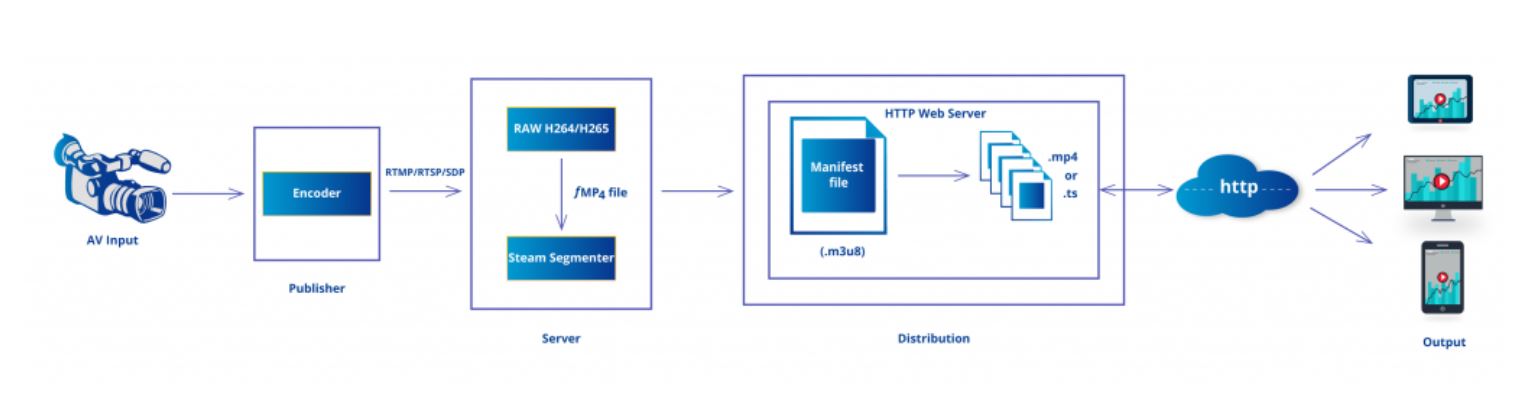 AV Input
Encoder
Publisher
RTMP/RTSP/SDP
RAW H264/H265
fMP4 file
Steam Segmenter
Server
HTTP Web Server
Manifest
file
(.m3u8)
.mp4
or
.ts
Distribution
http
Output